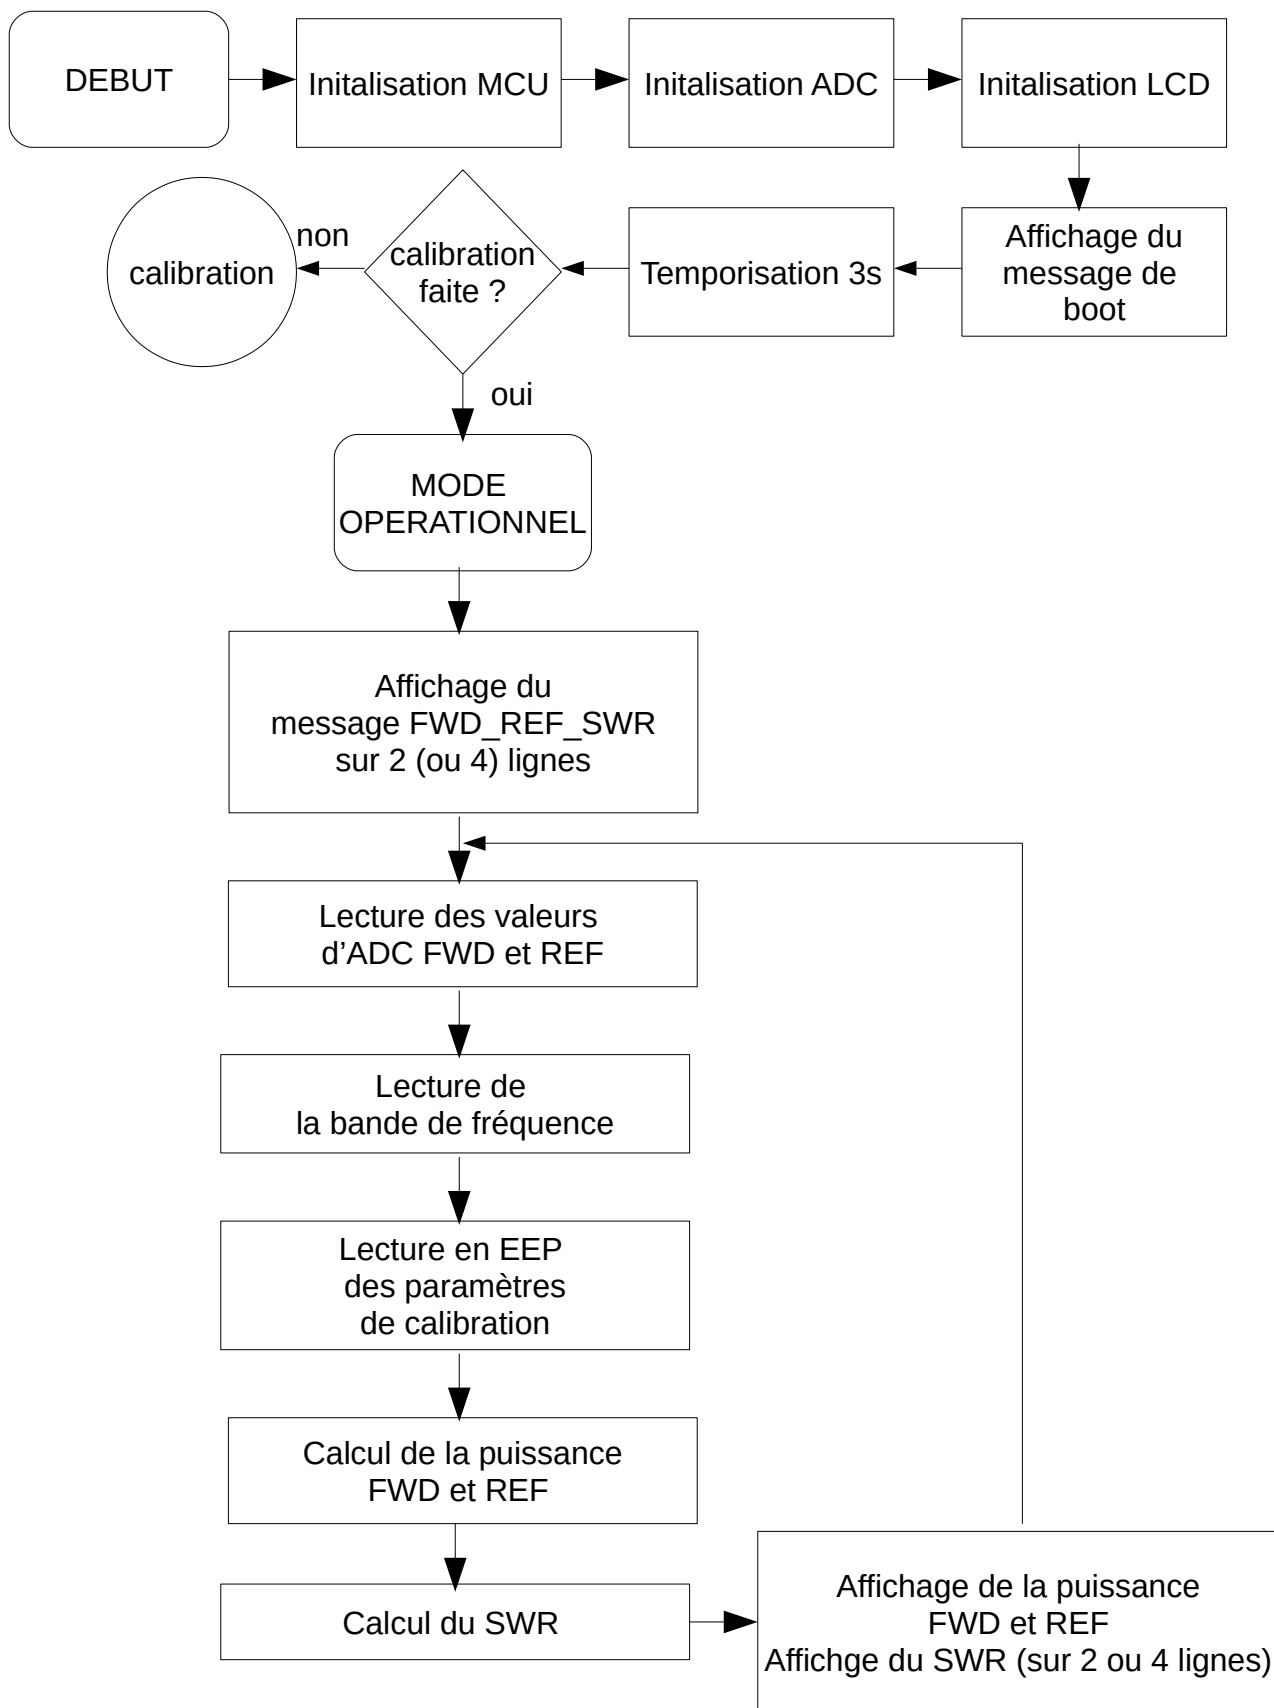 DEBUT
Initalisation MCU
Initalisation ADC
Initalisation LCD
Affichage du
message de
boot
Temporisation 3s
calibration
faite ?
non
calibration
oui
MODE
OPERATIONNEL
Affichage du
message FWD_REF_SWR
sur 2 (ou 4) lignes
Lecture des valeurs
d’ADC FWD et REF
Lecture de
la bande de fréquence
Lecture en EEP
des paramètres
de calibration
Calcul de la puissance
FWD et REF
Calcul du SWR
Affichage de la puissance
FWD et REF
Affichge du SWR (sur 2 ou 4 lignes)